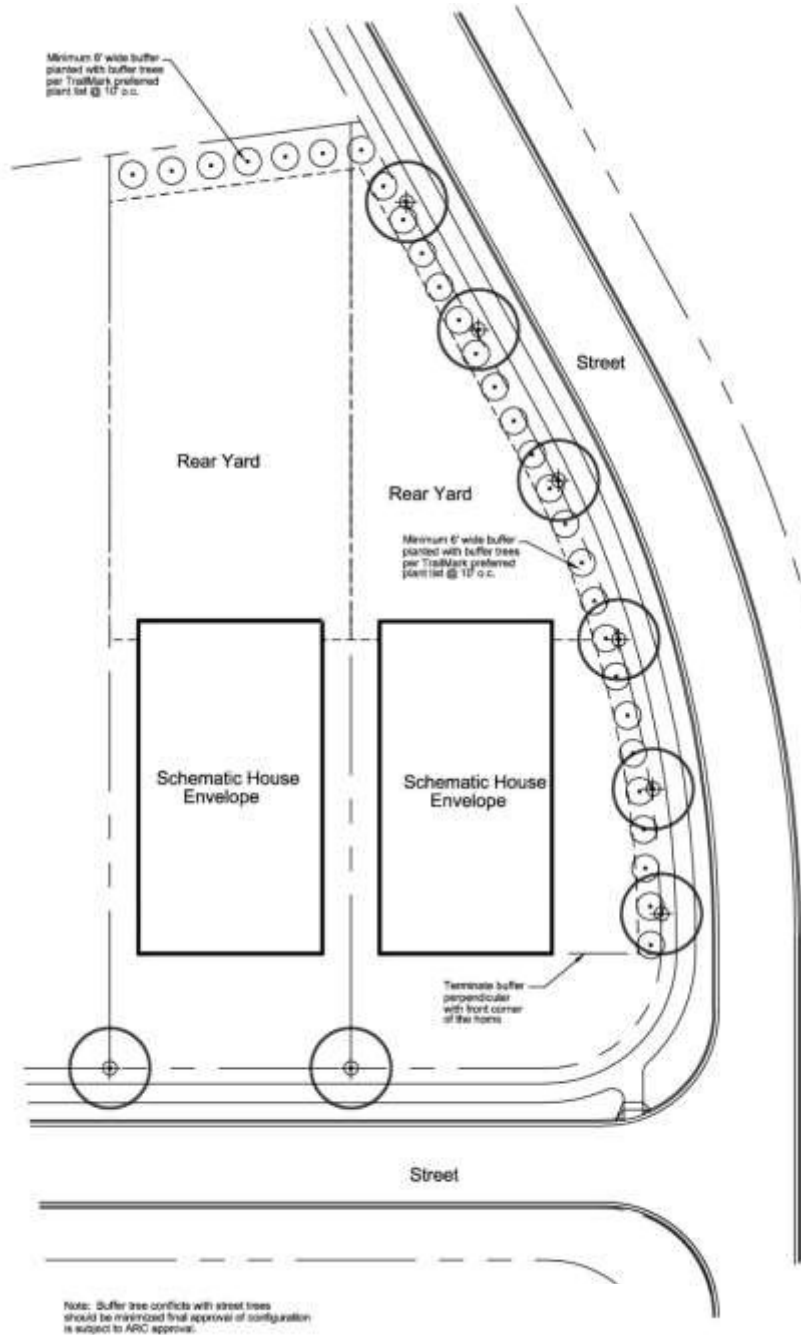 Minimum 6' wide buffer
planted with buffer trees
per TrailMark preferred
plant list @ 10' o.c.
Street
Rear Yard
Rear Yard
Minimum 6' wide buffer
planted with buffer trees
per TrailMark preferred
plant list @ 10' o.c.
Schematic House
Envelope
Schematic House
Envelope
Terminate buffer
perpendicular
with front corner
of the home
Street
Note: Buffer tree conflicts with street trees
should be minimized final approval of configuration
is subject to ARC approval.